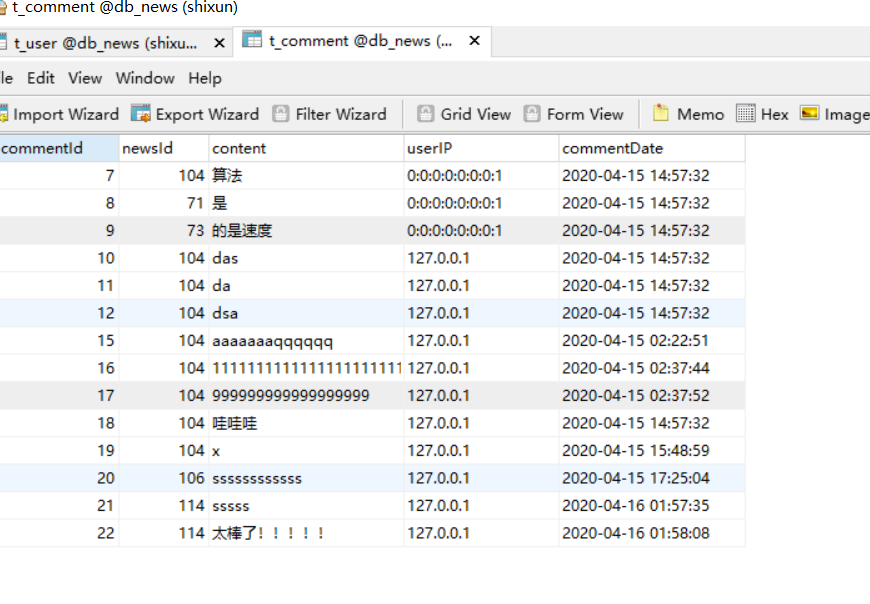 t_comment @db_news (shixun)
t_user @db_news (shixu... × t_comment @db_news (... ×
le Edit View Window Help
Import Wizard Export Wizard Filter Wizard Grid View Form View Memo Hex Image
commentId newsId content userIP commentDate
7 104 算法 0:0:0:0:0:0:0:1 2020-04-15 14:57:32
8 71 是 0:0:0:0:0:0:0:1 2020-04-15 14:57:32
9 73 的是速度 0:0:0:0:0:0:0:1 2020-04-15 14:57:32
10 104 das 127.0.0.1 2020-04-15 14:57:32
11 104 da 127.0.0.1 2020-04-15 14:57:32
12 104 dsa 127.0.0.1 2020-04-15 14:57:32
15 104 aaaaaaaqqqqqq 127.0.0.1 2020-04-15 02:22:51
16 104 11111111111111111111111 127.0.0.1 2020-04-15 02:37:44
17 104 999999999999999999 127.0.0.1 2020-04-15 02:37:52
18 104 哇哇哇 127.0.0.1 2020-04-15 14:57:32
19 104 x 127.0.0.1 2020-04-15 15:48:59
20 106 ssssssssssss 127.0.0.1 2020-04-15 17:25:04
21 114 sssss 127.0.0.1 2020-04-16 01:57:35
22 114 太棒了！！！！！ 127.0.0.1 2020-04-16 01:58:08